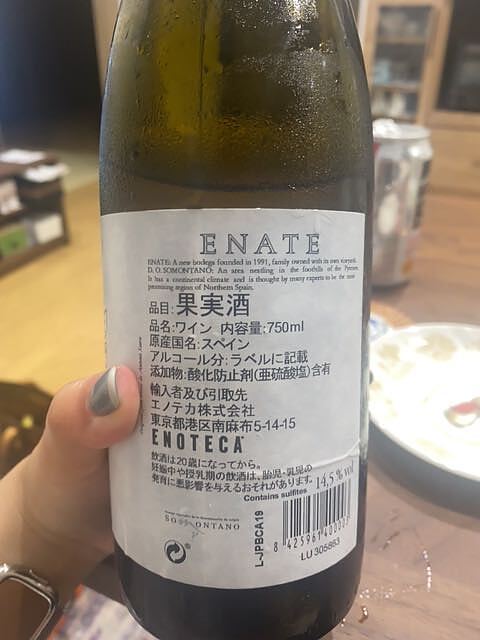 ENATE
ENATE: A new bodega founded in 1991, family owned with its own vineyard.
D. O. SOMONTANO: An area nestling in the foothills of the Pyrenees.
It has a continental climate and is thought by many experts to be the most
promising region of Northern Spain.
品目:果実酒
品名:ワイン 内容量:750ml
原産国名:スペイン
アルコール分:ラベルに記載
添加物:酸化防止剤(亜硫酸塩)含有
輸入者及び引取先
エノテカ株式会社
東京都港区南麻布5-14-15
ENOTECA
飲酒は20歳になってから。
妊娠中や授乳期の飲酒は、胎児・乳児の
発育に悪影響を与えるおそれがあります。
Contains sulfites 14,5% vol
SOMONTANO
L-JPBCA19
8 425961 400008
LU 305863